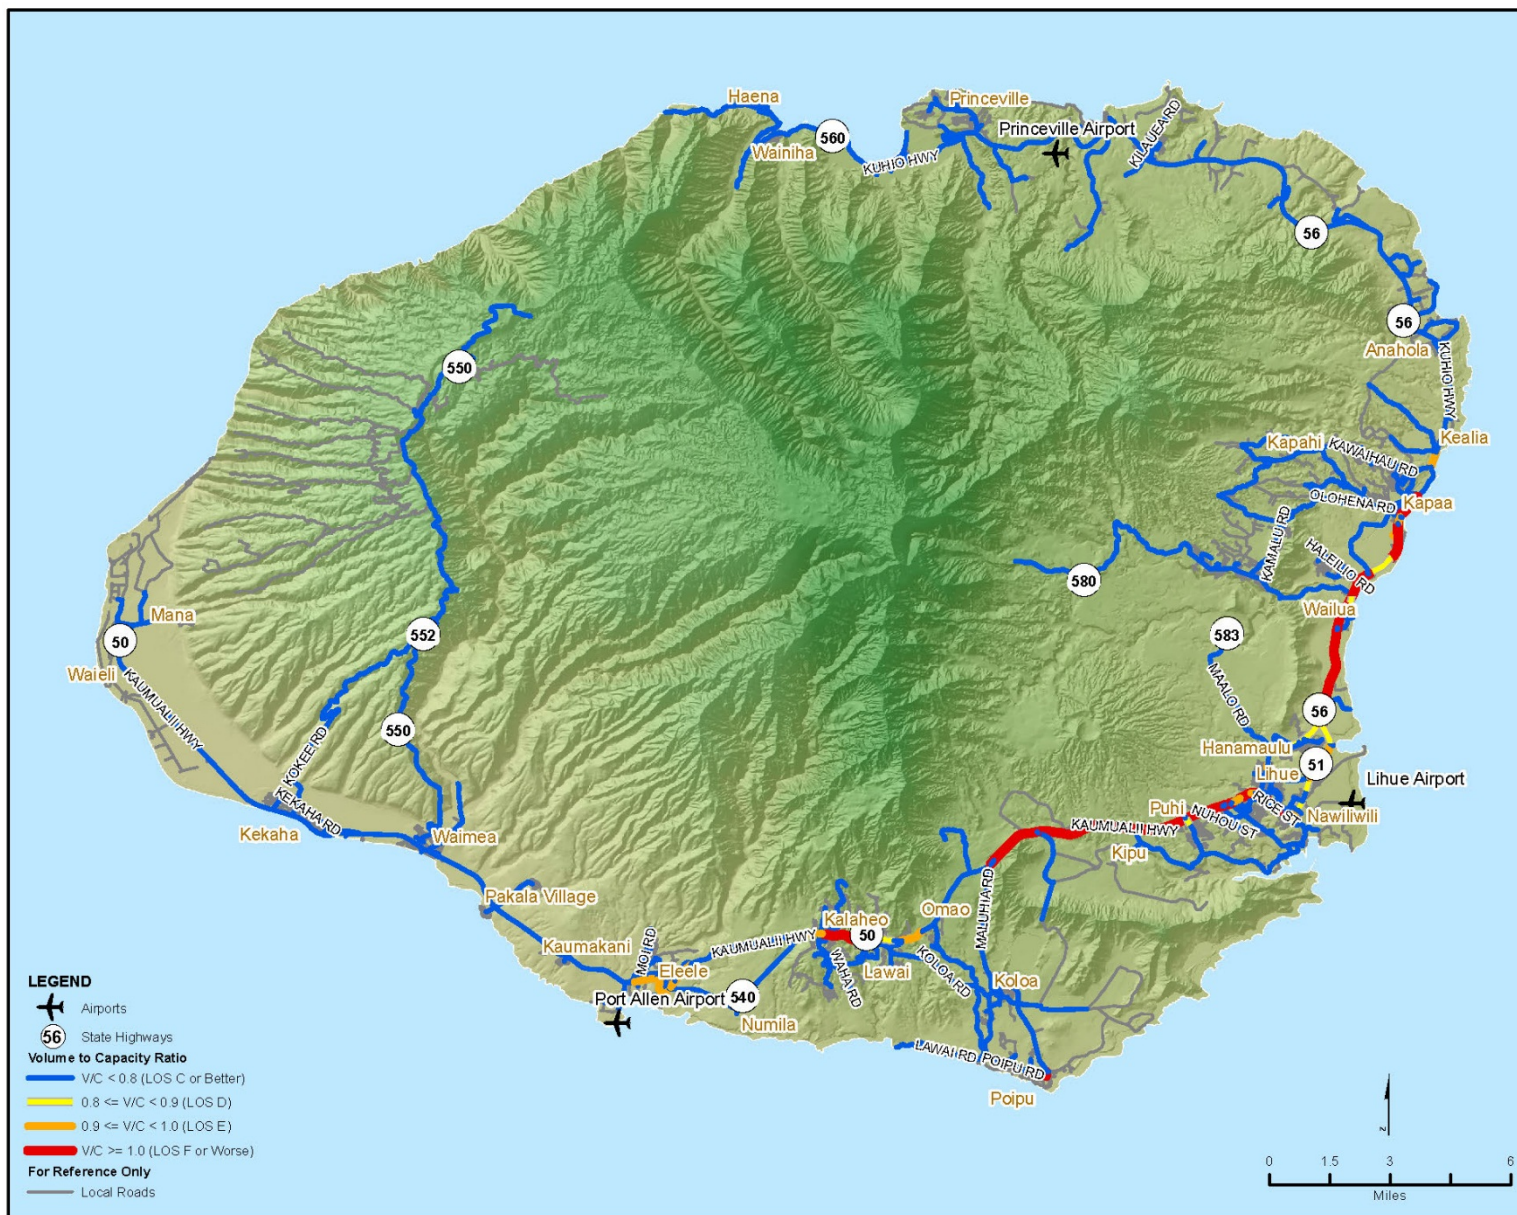 Haena
Princeville
Princeville Airport
KILAUEA RD
560
Wainiha
KUHIO HWY
56
56
Anahola
KUHIO HWY
550
Kealia
Kapahi
KAWAIHAU RD
OLOHENA RD
Kapaa
KAMALU RD
HALEILIO RD
580
Wailua
Mana
50
552
583
Waieli
KAUMUALII HWY
MAALO RD
KOKEE RD
550
56
Hanamaulu
51
Lihue
Lihue Airport
KEKAHA RD
Kekaha
Waimea
Puhi
RICE ST
NUHOU ST
Nawiliwili
KAUMUALII HWY
Kipu
MALUHIA RD
Pakala Village
Omao
Kalaheo
50
KAUMUALII HWY
Kaumakani
MOI RD
Eleele
WAHA RD
Lawai
KOLOA RD
Koloa
Port Allen Airport
540
Numila
LAWAI RD
POIPU RD
Poipu
LEGEND
Airports
56
State Highways
Volume to Capacity Ratio
V/C < 0.8 (LOS C or Better)
0.8 <= V/C < 0.9 (LOS D)
0.9 <= V/C < 1.0 (LOS E)
V/C >= 1.0 (LOS F or Worse)
For Reference Only
Local Roads
N
0 1.5 3 6
Miles